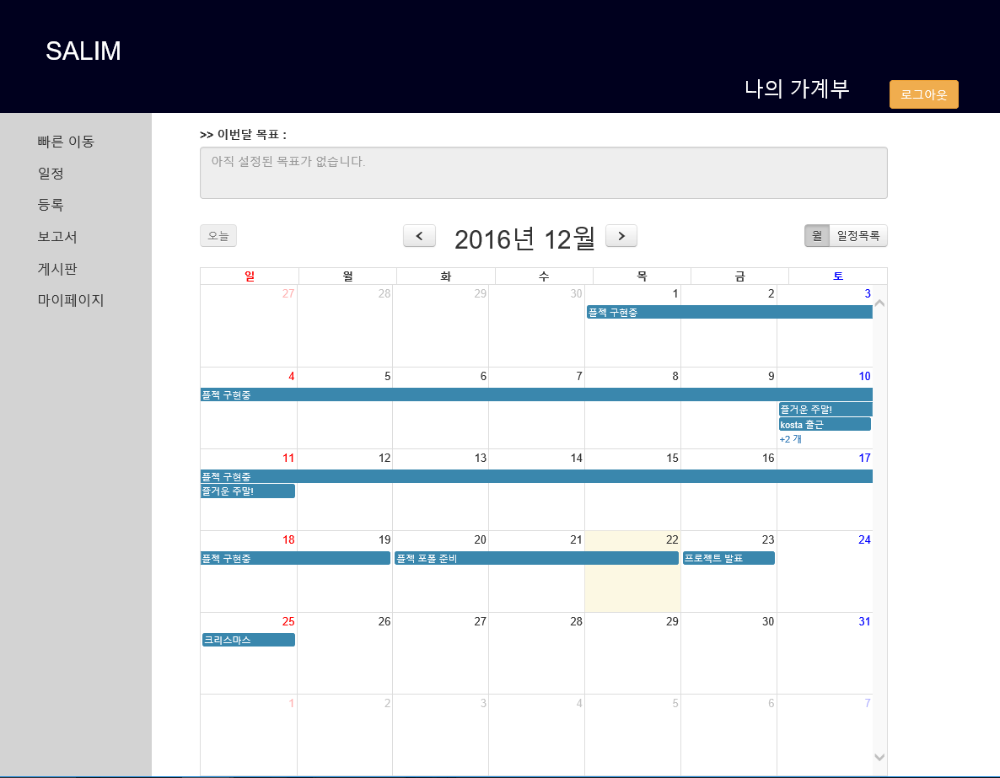 SALIM
나의 가계부
로그아웃
빠른 이동
일정
등록
보고서
게시판
마이페이지
>> 이번달 목표 :
아직 설정된 목표가 없습니다.
오늘
2016년 12월
월 일정목록
일 월 화 수 목 금 토
27 28 29 30 1 2 3
플젝 구현중
4 5 6 7 8 9 10
플젝 구현중
즐거운 주말!
kosta 출근
+2 개
11 12 13 14 15 16 17
플젝 구현중
즐거운 주말!
18 19 20 21 22 23 24
플젝 구현중 플젝 포폴 준비 프로젝트 발표
25 26 27 28 29 30 31
크리스마스
1 2 3 4 5 6 7